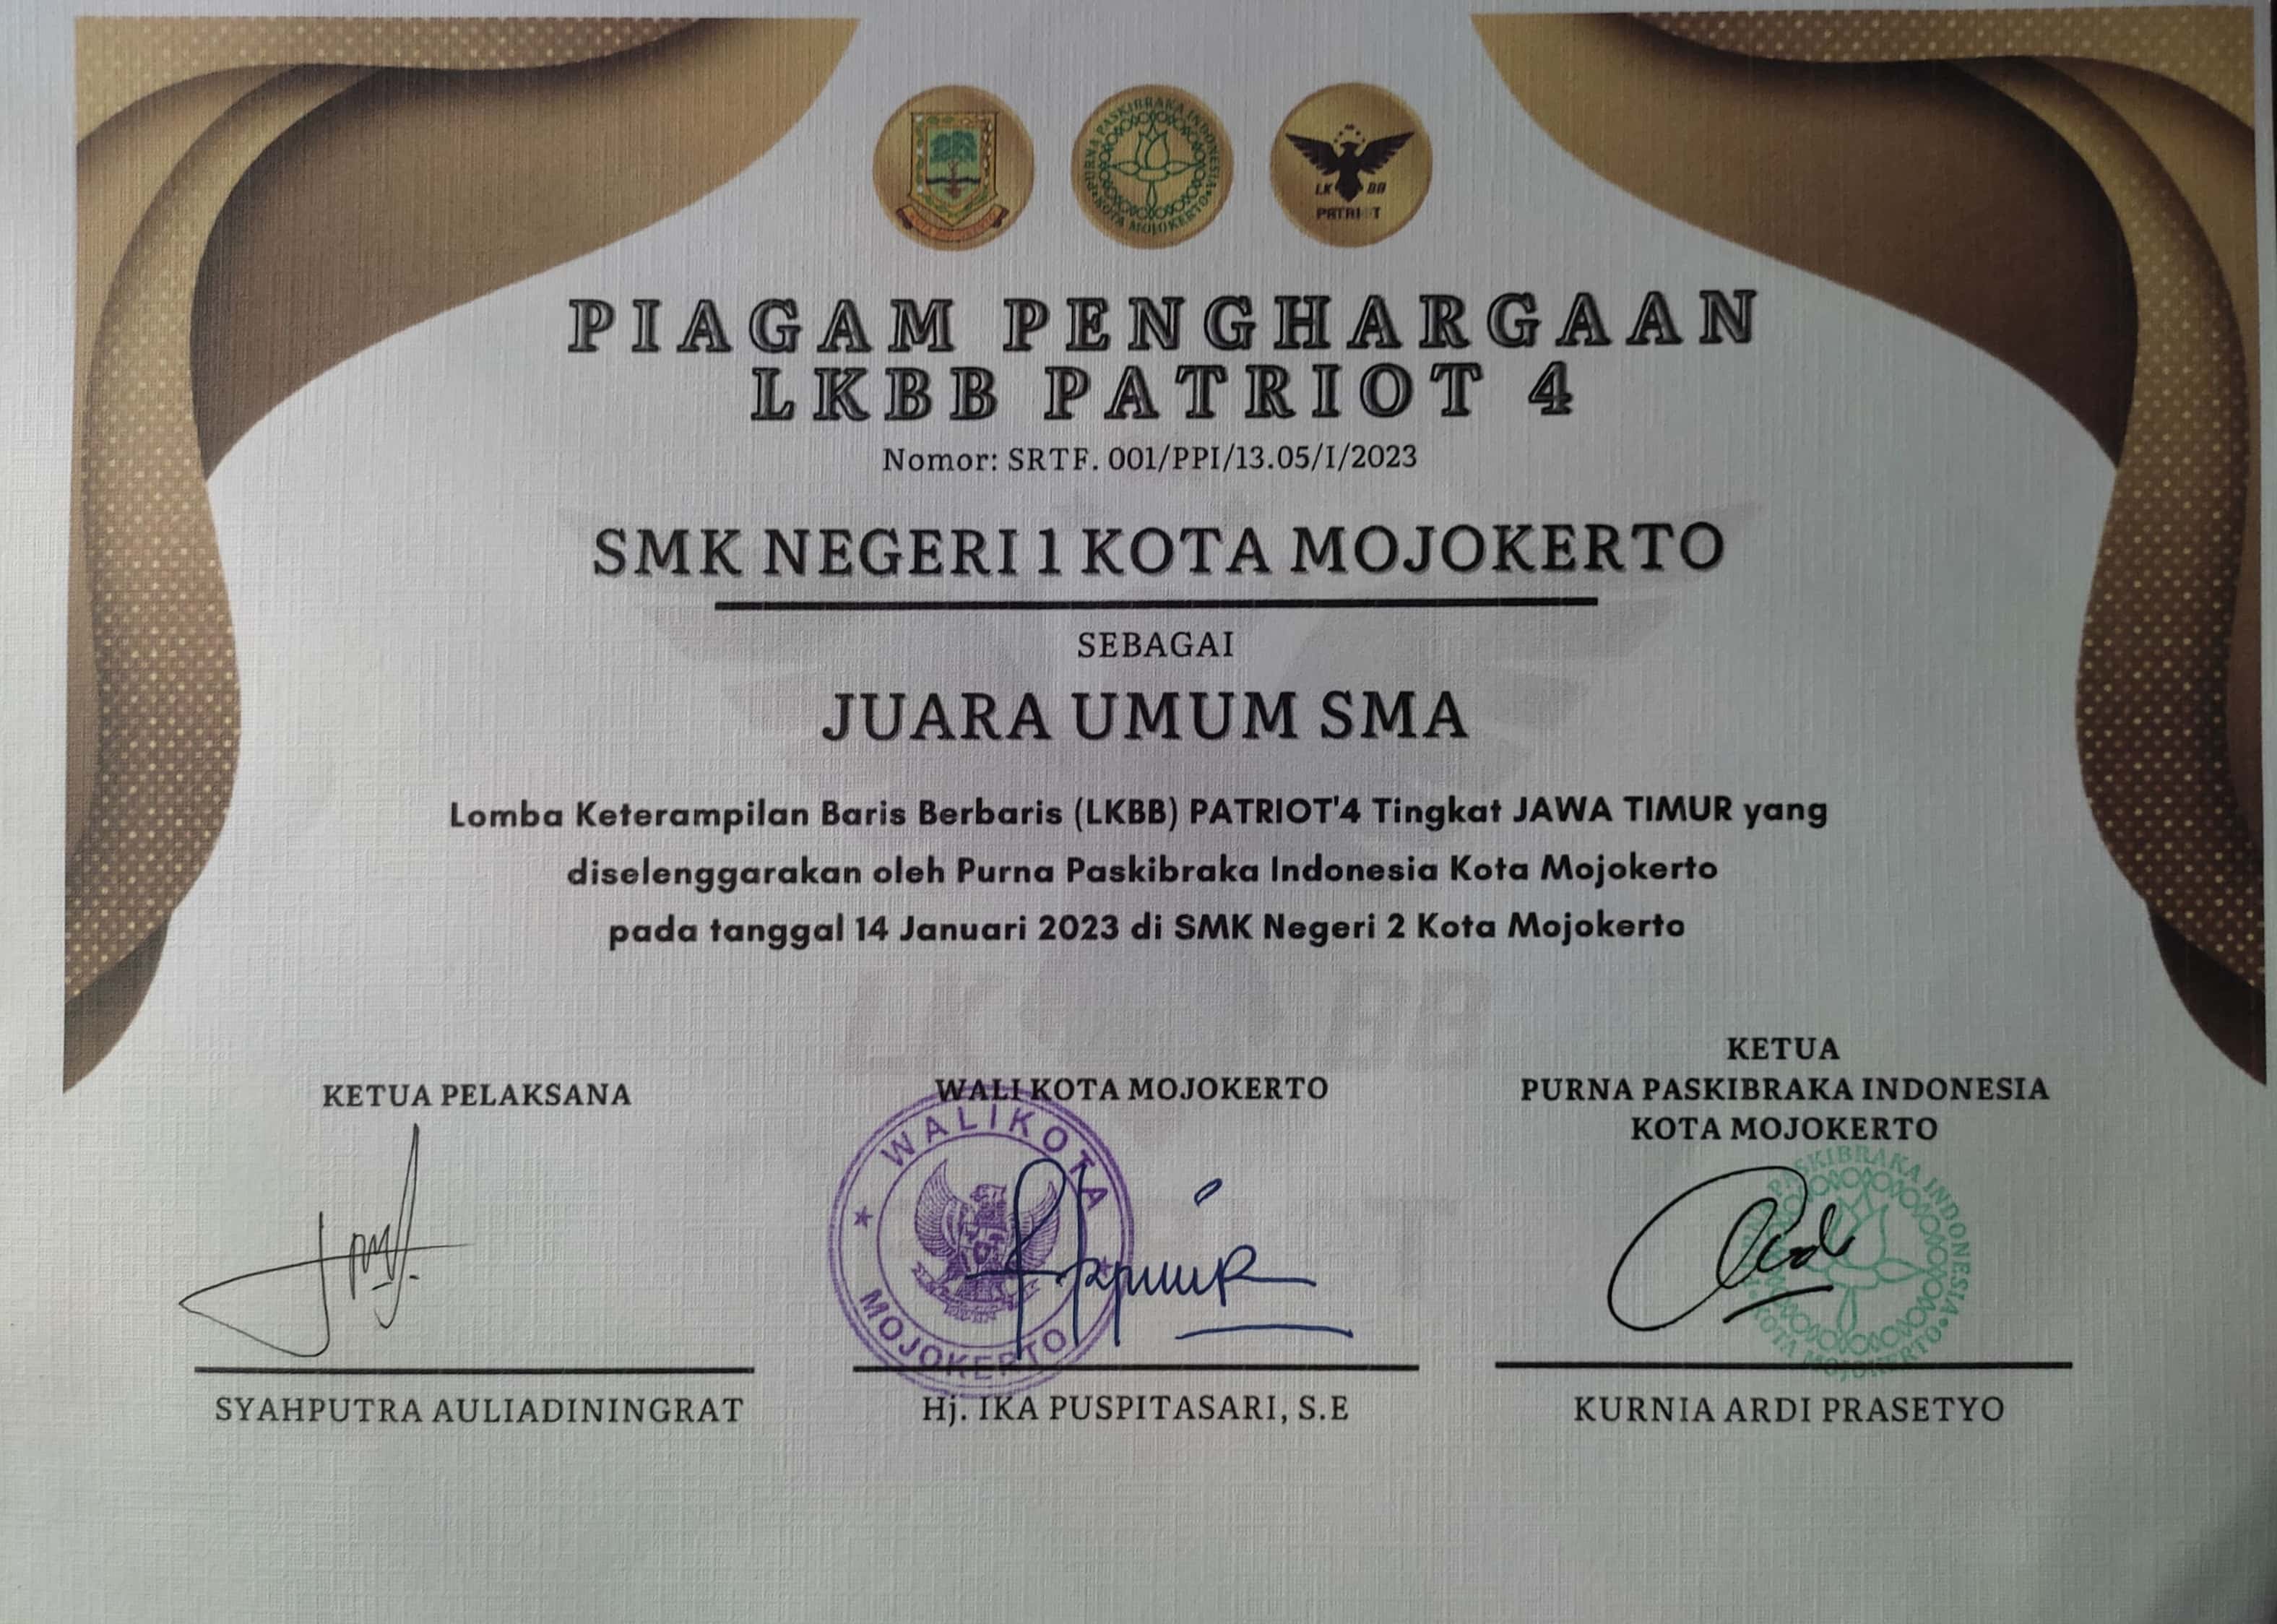 PURNA PASKIBRAKA INDONESIA
KOTA MOJOKERTO
LK BB
PATRIOT
PIAGAM PENGHARGAAN
LKBB PATRIOT 4
Nomor: SRTF. 001/PPI/13.05/I/2023
SMK NEGERI 1 KOTA MOJOKERTO
SEBAGAI
JUARA UMUM SMA
Lomba Keterampilan Baris Berbaris (LKBB) PATRIOT'4 Tingkat JAWA TIMUR yang
diselenggarakan oleh Purna Paskibraka Indonesia Kota Mojokerto
pada tanggal 14 Januari 2023 di SMK Negeri 2 Kota Mojokerto
LK BB
KETUA PELAKSANA
WALI KOTA MOJOKERTO
KETUA
PURNA PASKIBRAKA INDONESIA
KOTA MOJOKERTO
WALIKOTA
MOJOKERTO
PASKIBRAKA INDONESIA
KOTA MOJOKERTO
Ardi
SYAHPUTRA AULIADININGRAT
Hj. IKA PUSPITASARI, S.E
KURNIA ARDI PRASETYO